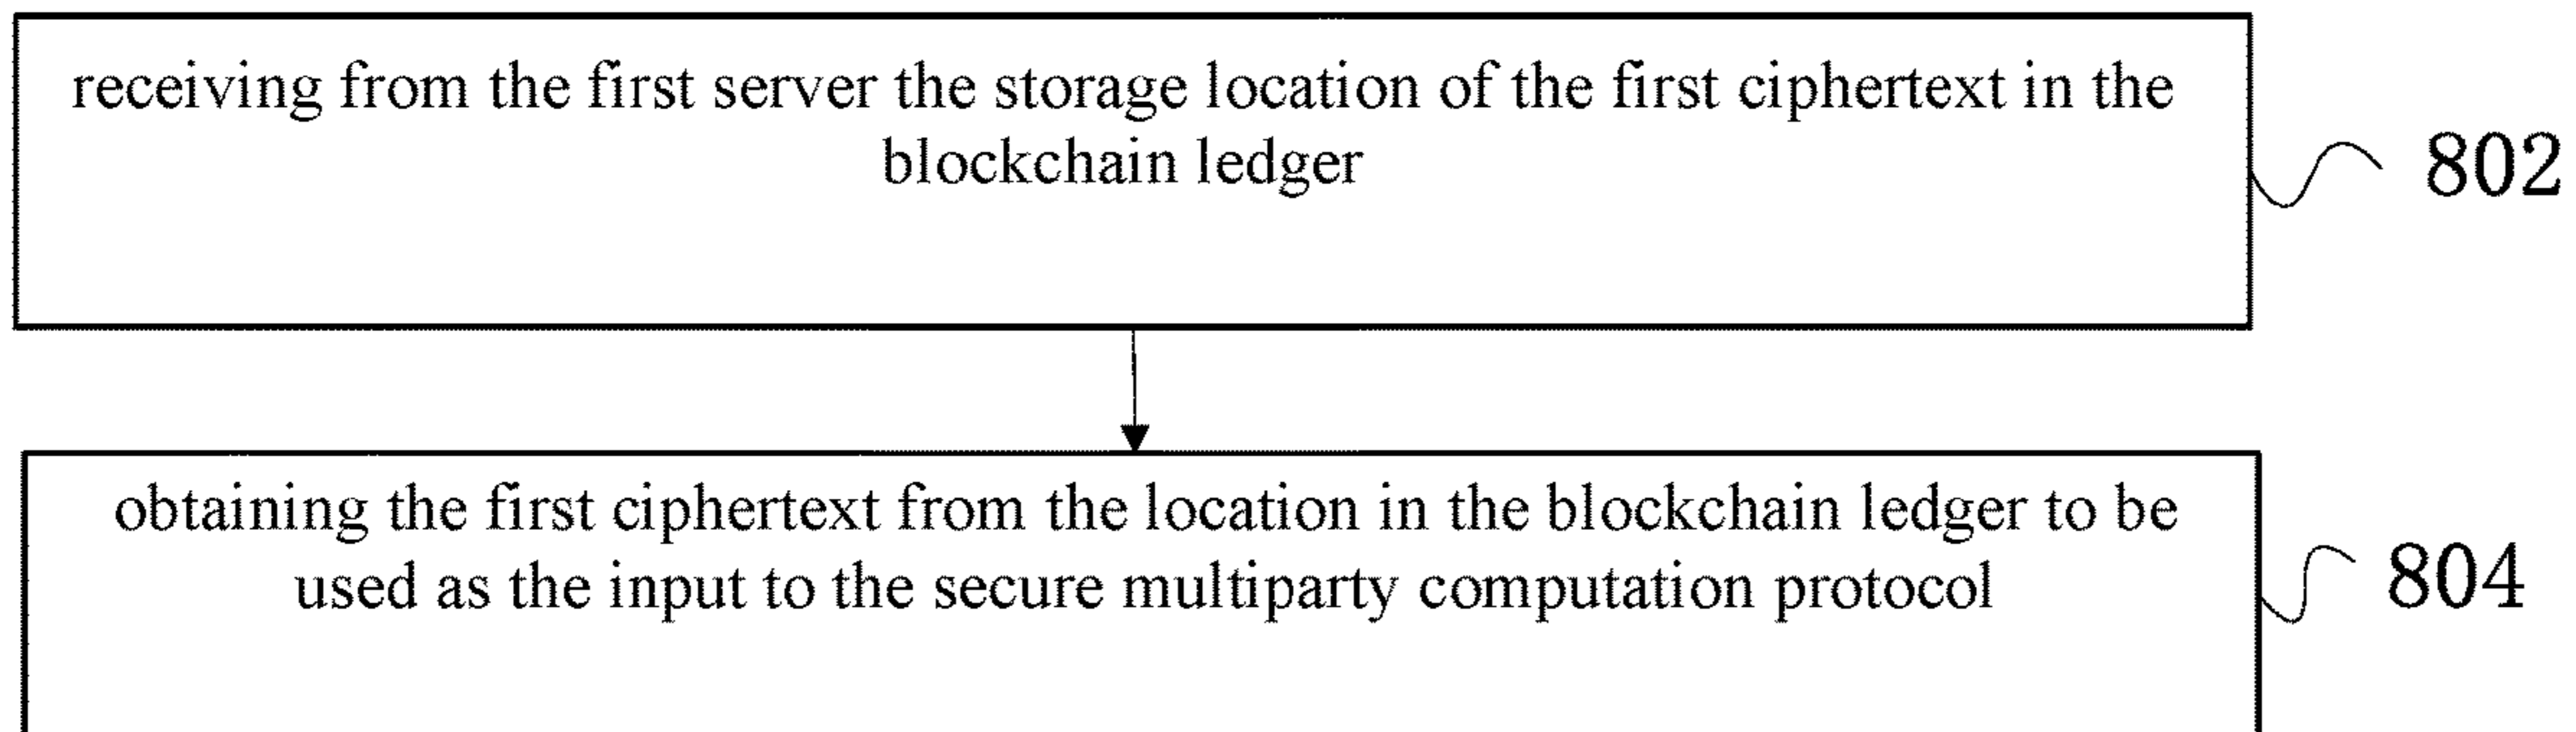 receiving from the first server the storage location of the first ciphertext in the
blockchain ledger
802
obtaining the first ciphertext from the location in the blockchain ledger to be
used as the input to the secure multiparty computation protocol
804